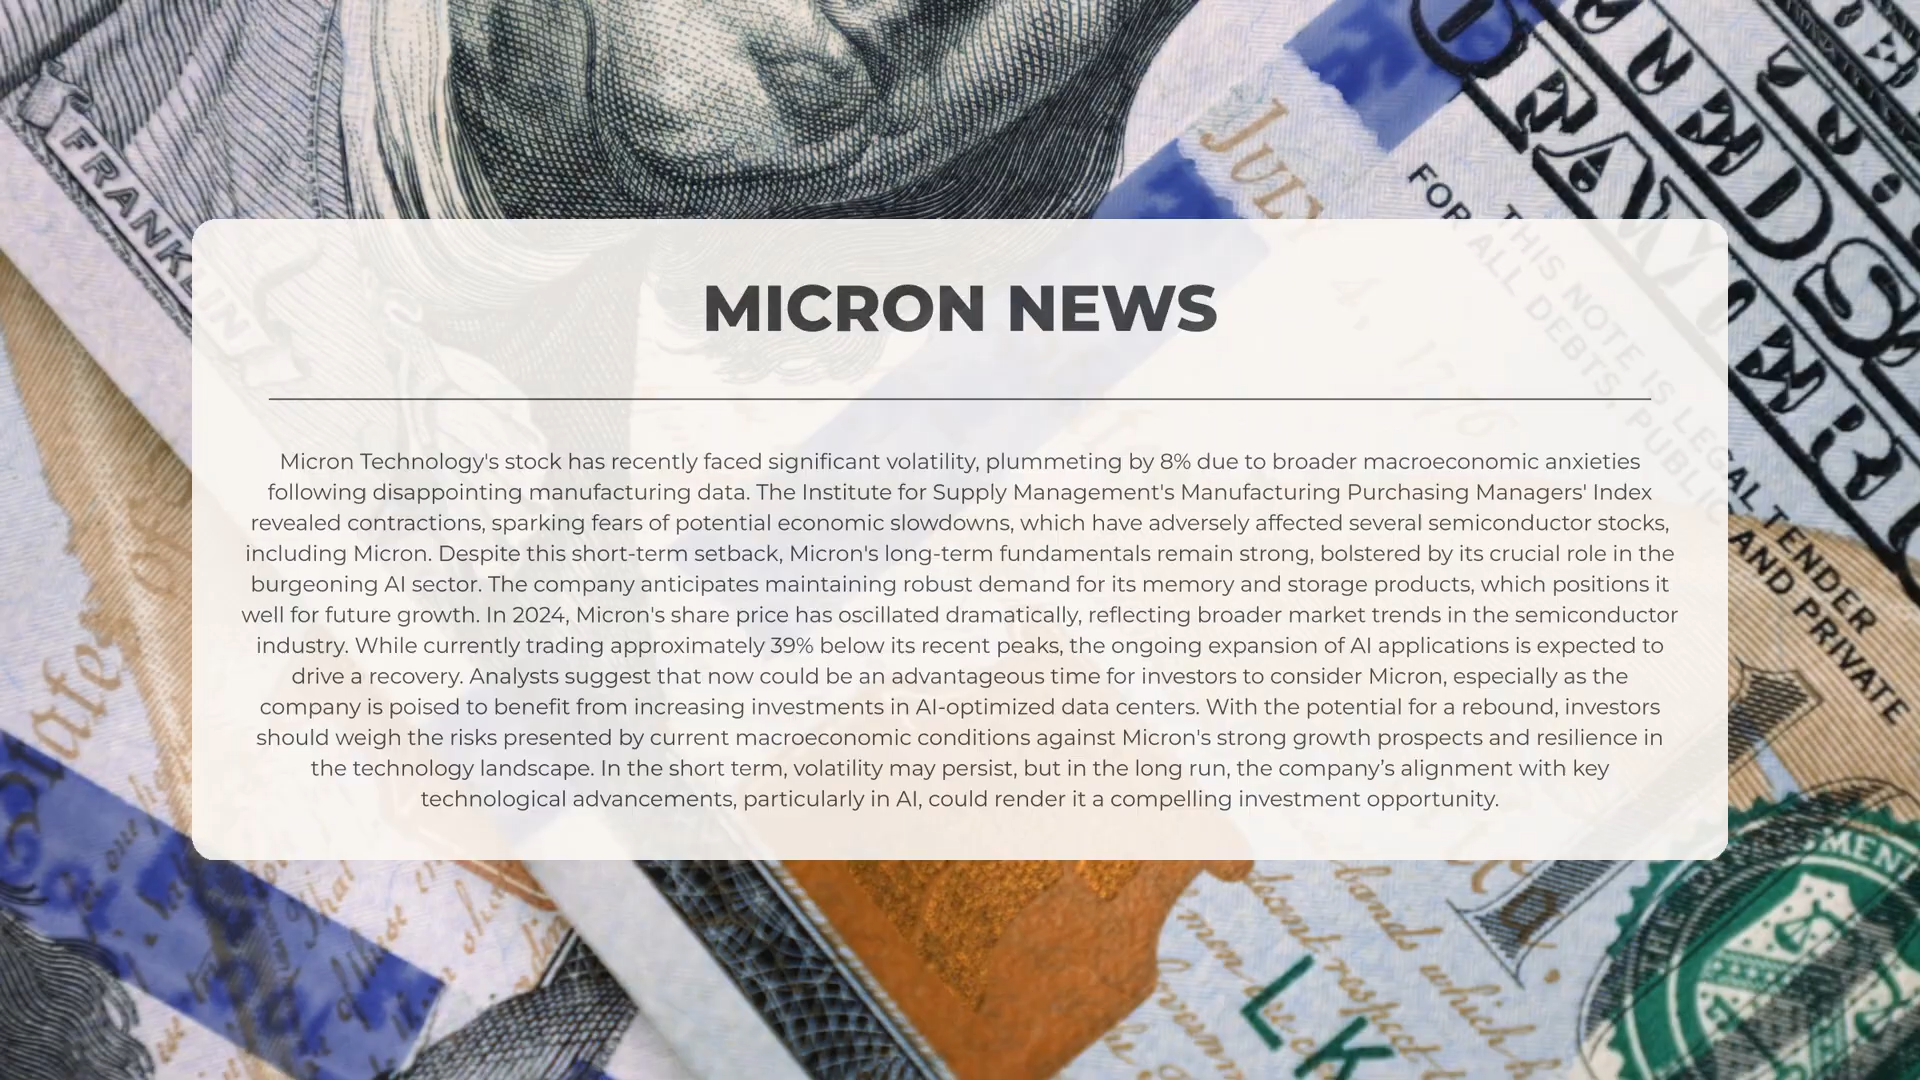 FRANKLIN
JULY
4, 1776
THIS NOTE IS LEGAL TENDER
FOR ALL DEBTS, PUBLIC AND PRIVATE
MICRON NEWS
Micron Technology's stock has recently faced significant volatility, plummeting by 8% due to broader macroeconomic anxieties
following disappointing manufacturing data. The Institute for Supply Management's Manufacturing Purchasing Managers' Index
revealed contractions, sparking fears of potential economic slowdowns, which have adversely affected several semiconductor stocks,
including Micron. Despite this short-term setback, Micron's long-term fundamentals remain strong, bolstered by its crucial role in the
burgeoning AI sector. The company anticipates maintaining robust demand for its memory and storage products, which positions it
well for future growth. In 2024, Micron's share price has oscillated dramatically, reflecting broader market trends in the semiconductor
industry. While currently trading approximately 39% below its recent peaks, the ongoing expansion of AI applications is expected to
drive a recovery. Analysts suggest that now could be an advantageous time for investors to consider Micron, especially as the
company is poised to benefit from increasing investments in AI-optimized data centers. With the potential for a rebound, investors
should weigh the risks presented by current macroeconomic conditions against Micron's strong growth prospects and resilience in
the technology landscape. In the short term, volatility may persist, but in the long run, the company’s alignment with key
technological advancements, particularly in AI, could render it a compelling investment opportunity.
LK